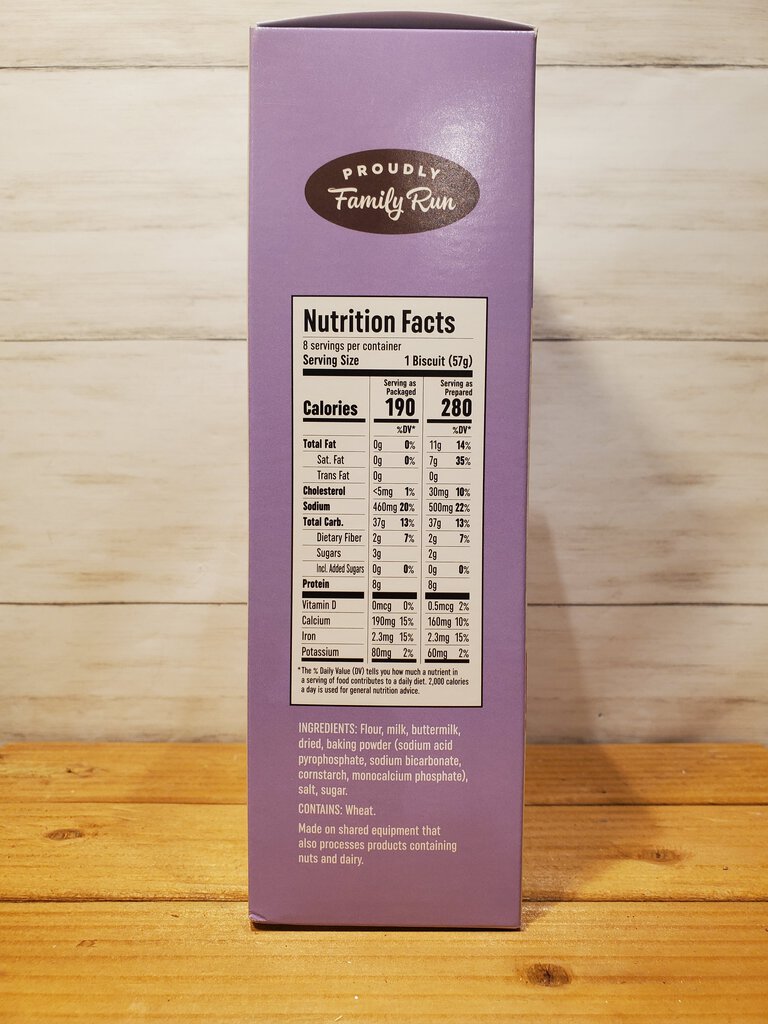 PROUDLY
Family Run
Nutrition Facts
8 servings per container
Serving Size 1 Biscuit (57g)
Serving as Packaged Serving as Prepared
Calories 190 280
%DV* %DV*
Total Fat 0g 0% 11g 14%
Sat. Fat 0g 0% 7g 35%
Trans Fat 0g 0g
Cholesterol <5mg 1% 30mg 10%
Sodium 460mg 20% 500mg 22%
Total Carb. 37g 13% 37g 13%
Dietary Fiber 2g 7% 2g 7%
Sugars 3g 2g
Incl. Added Sugars 0g 0% 0g 0%
Protein 8g 8g
Vitamin D 0mcg 0% 0.5mcg 2%
Calcium 190mg 15% 160mg 10%
Iron 2.3mg 15% 2.3mg 15%
Potassium 80mg 2% 60mg 2%
*The % Daily Value (DV) tells you how much a nutrient in
a serving of food contributes to a daily diet. 2,000 calories
a day is used for general nutrition advice.
INGREDIENTS: Flour, milk, buttermilk,
dried, baking powder (sodium acid
pyrophosphate, sodium bicarbonate,
cornstarch, monocalcium phosphate),
salt, sugar.
CONTAINS: Wheat.
Made on shared equipment that
also processes products containing
nuts and dairy.